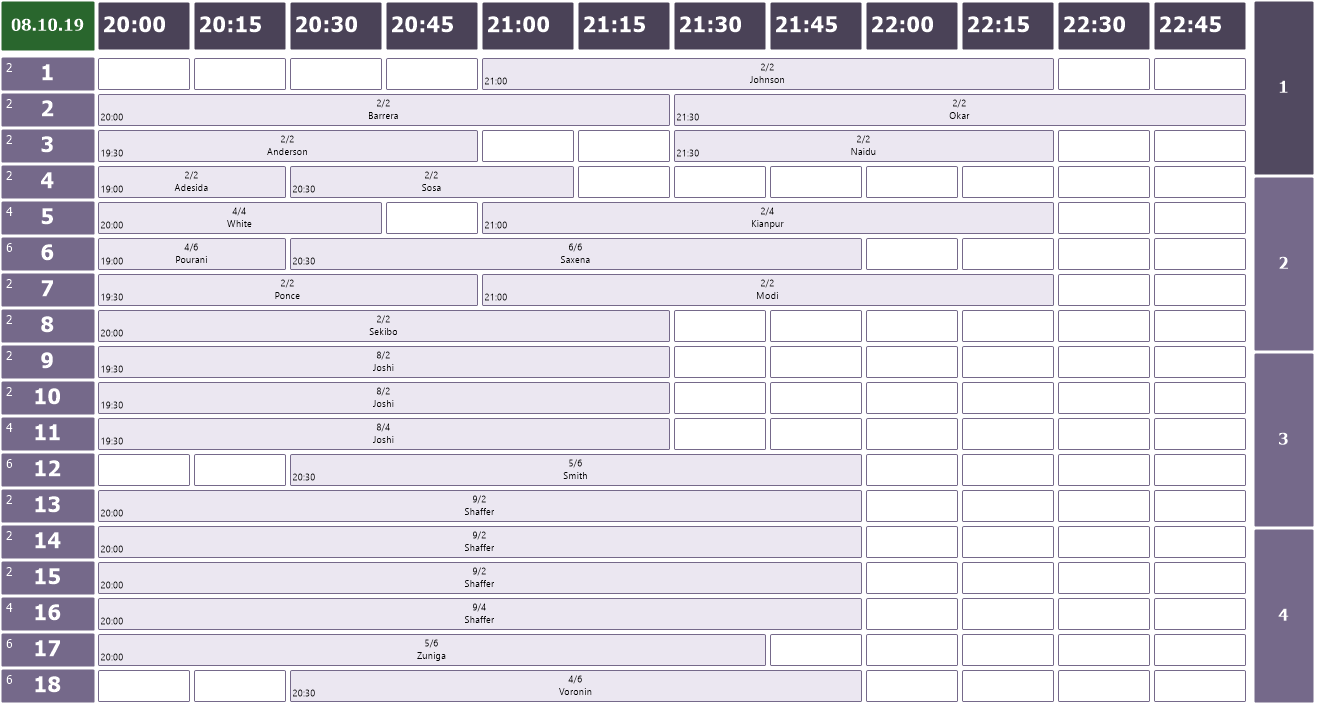 08.10.19 20:00 20:15 20:30 20:45 21:00 21:15 21:30 21:45 22:00 22:15 22:30 22:45
2 1 21:00 2/2 Johnson
2 2 20:00 2/2 Barrera 21:30 2/2 Okar
2 3 19:30 2/2 Anderson 21:30 2/2 Naidu
2 4 19:00 2/2 Adesida 20:30 2/2 Sosa
4 5 20:00 4/4 White 21:00 2/4 Kianpur
6 6 19:00 4/6 Pourani 20:30 6/6 Saxena
2 7 19:30 2/2 Ponce 21:00 2/2 Modi
2 8 20:00 2/2 Sekibo
2 9 19:30 8/2 Joshi
2 10 19:30 8/2 Joshi
4 11 19:30 8/4 Joshi
6 12 20:30 5/6 Smith
2 13 20:00 9/2 Shaffer
2 14 20:00 9/2 Shaffer
2 15 20:00 9/2 Shaffer
4 16 20:00 9/4 Shaffer
6 17 20:00 5/6 Zuniga
6 18 20:30 4/6 Voronin
1
2
3
4